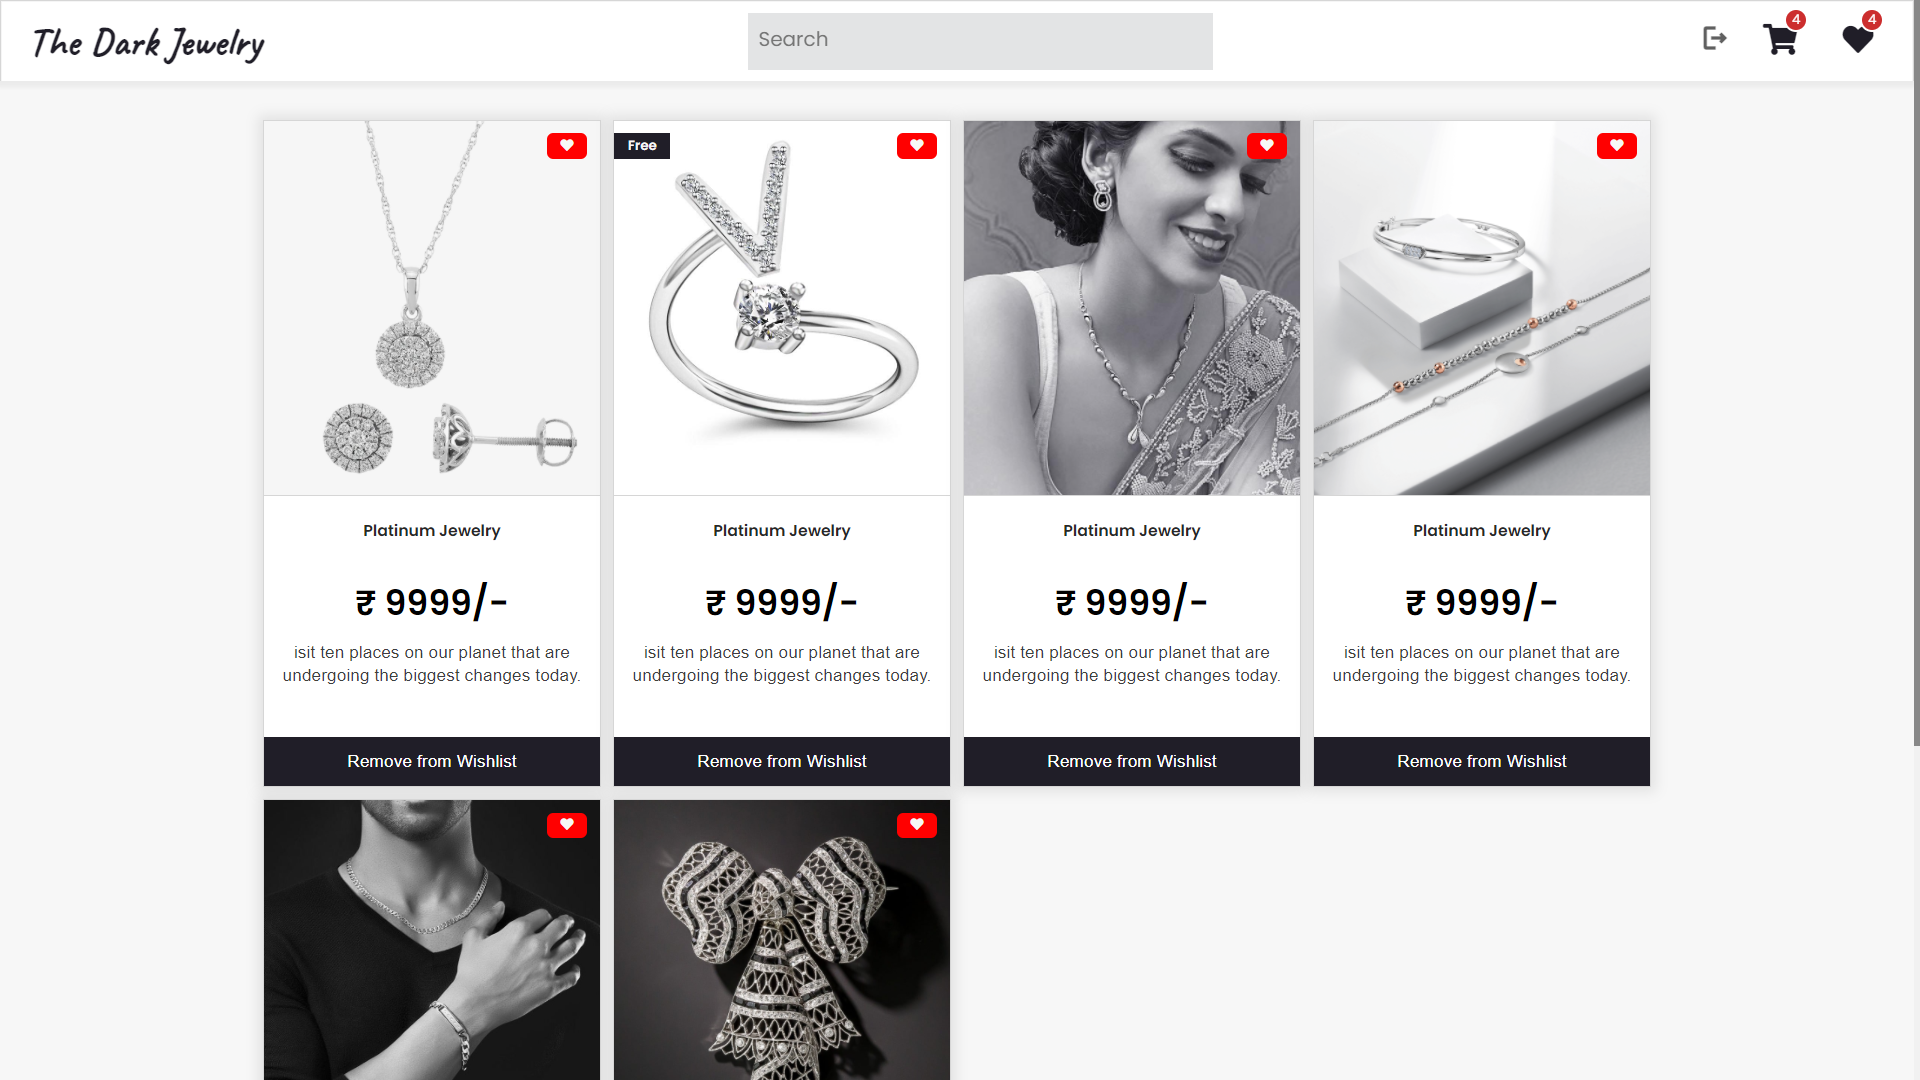 The Dark Jewelry
Search
4
4
Free
Platinum Jewelry
₹ 9999/-
isit ten places on our planet that are
undergoing the biggest changes today.
Remove from Wishlist
Platinum Jewelry
₹ 9999/-
isit ten places on our planet that are
undergoing the biggest changes today.
Remove from Wishlist
Platinum Jewelry
₹ 9999/-
isit ten places on our planet that are
undergoing the biggest changes today.
Remove from Wishlist
Platinum Jewelry
₹ 9999/-
isit ten places on our planet that are
undergoing the biggest changes today.
Remove from Wishlist